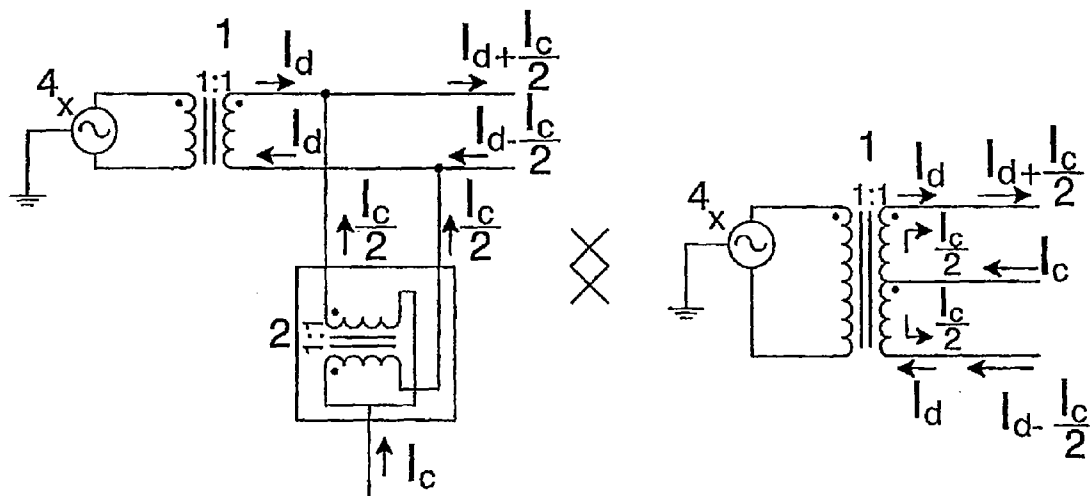 1
4x
1:1
Id
Id+Ic/2
Id
Id-Ic/2
Ic/2
Ic/2
2
1:1
Ic
1
4x
1:1
Id
Id+Ic/2
Ic/2
Ic
Ic/2
Id
Id-Ic/2